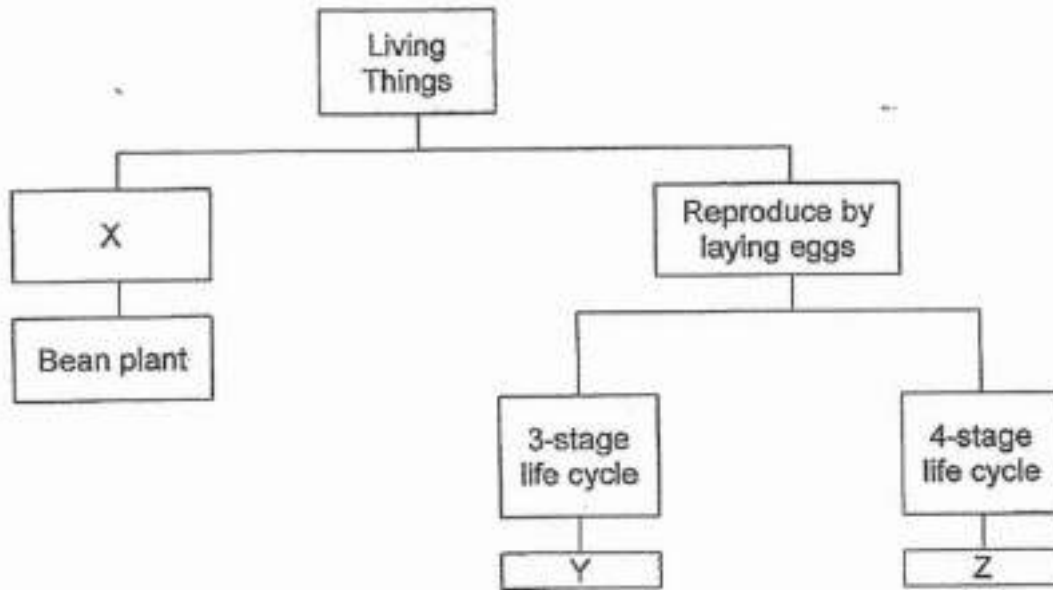 Living
Things
X
Reproduce by
laying eggs
Bean plant
3-stage
life cycle
4-stage
life cycle
Y
Z